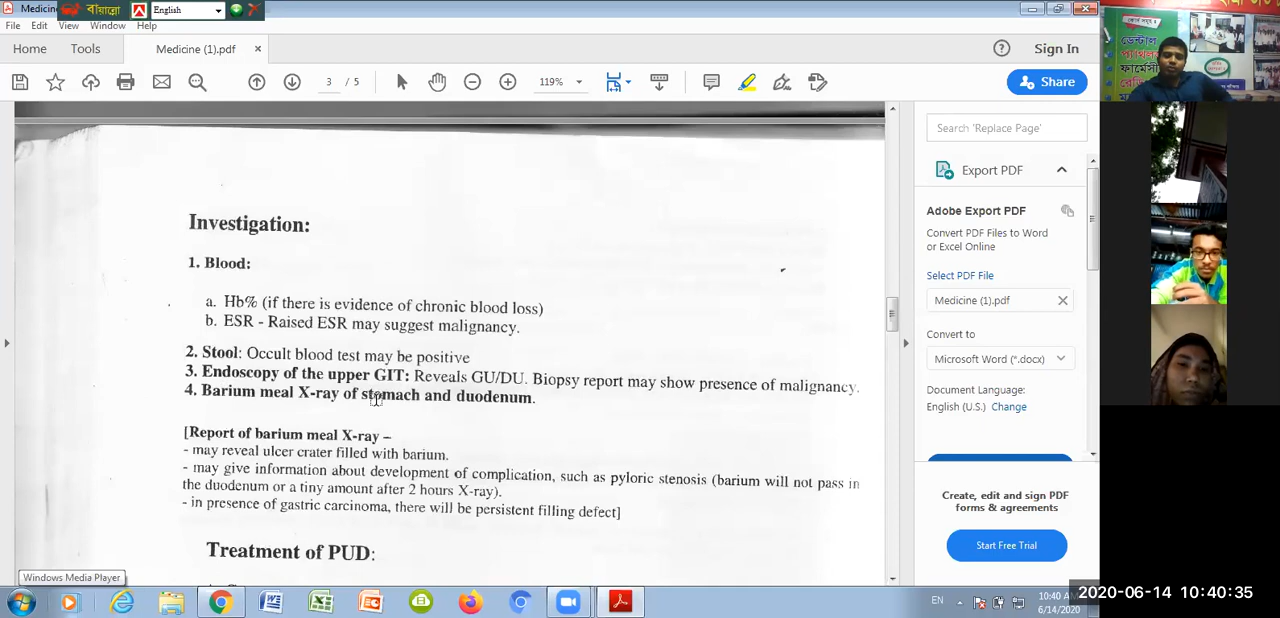 Medicin
বায়ান্নো
English
File Edit View Window Help
Home Tools Medicine (1).pdf × Sign In
3 / 5 119% Share
Search 'Replace Page'
Export PDF
Adobe Export PDF
Convert PDF Files to Word
or Excel Online
Select PDF File
Medicine (1).pdf
Convert to
Microsoft Word (*.docx)
Document Language:
English (U.S.) Change
Create, edit and sign PDF
forms & agreements
Start Free Trial
Investigation:
1. Blood:
a. Hb% (if there is evidence of chronic blood loss)
b. ESR - Raised ESR may suggest malignancy.
2. Stool: Occult blood test may be positive
3. Endoscopy of the upper GIT: Reveals GU/DU. Biopsy report may show presence of malignancy.
4. Barium meal X-ray of stomach and duodenum.
[Report of barium meal X-ray –
- may reveal ulcer crater filled with barium.
- may give information about development of complication, such as pyloric stenosis (barium will not pass in
the duodenum or a tiny amount after 2 hours X-ray).
- in presence of gastric carcinoma, there will be persistent filling defect]
Treatment of PUD:
Windows Media Player
EN
10:40 AM
6/14/2020
2020-06-14 10:40:35
ডেন্টাল
ফার্মেসী